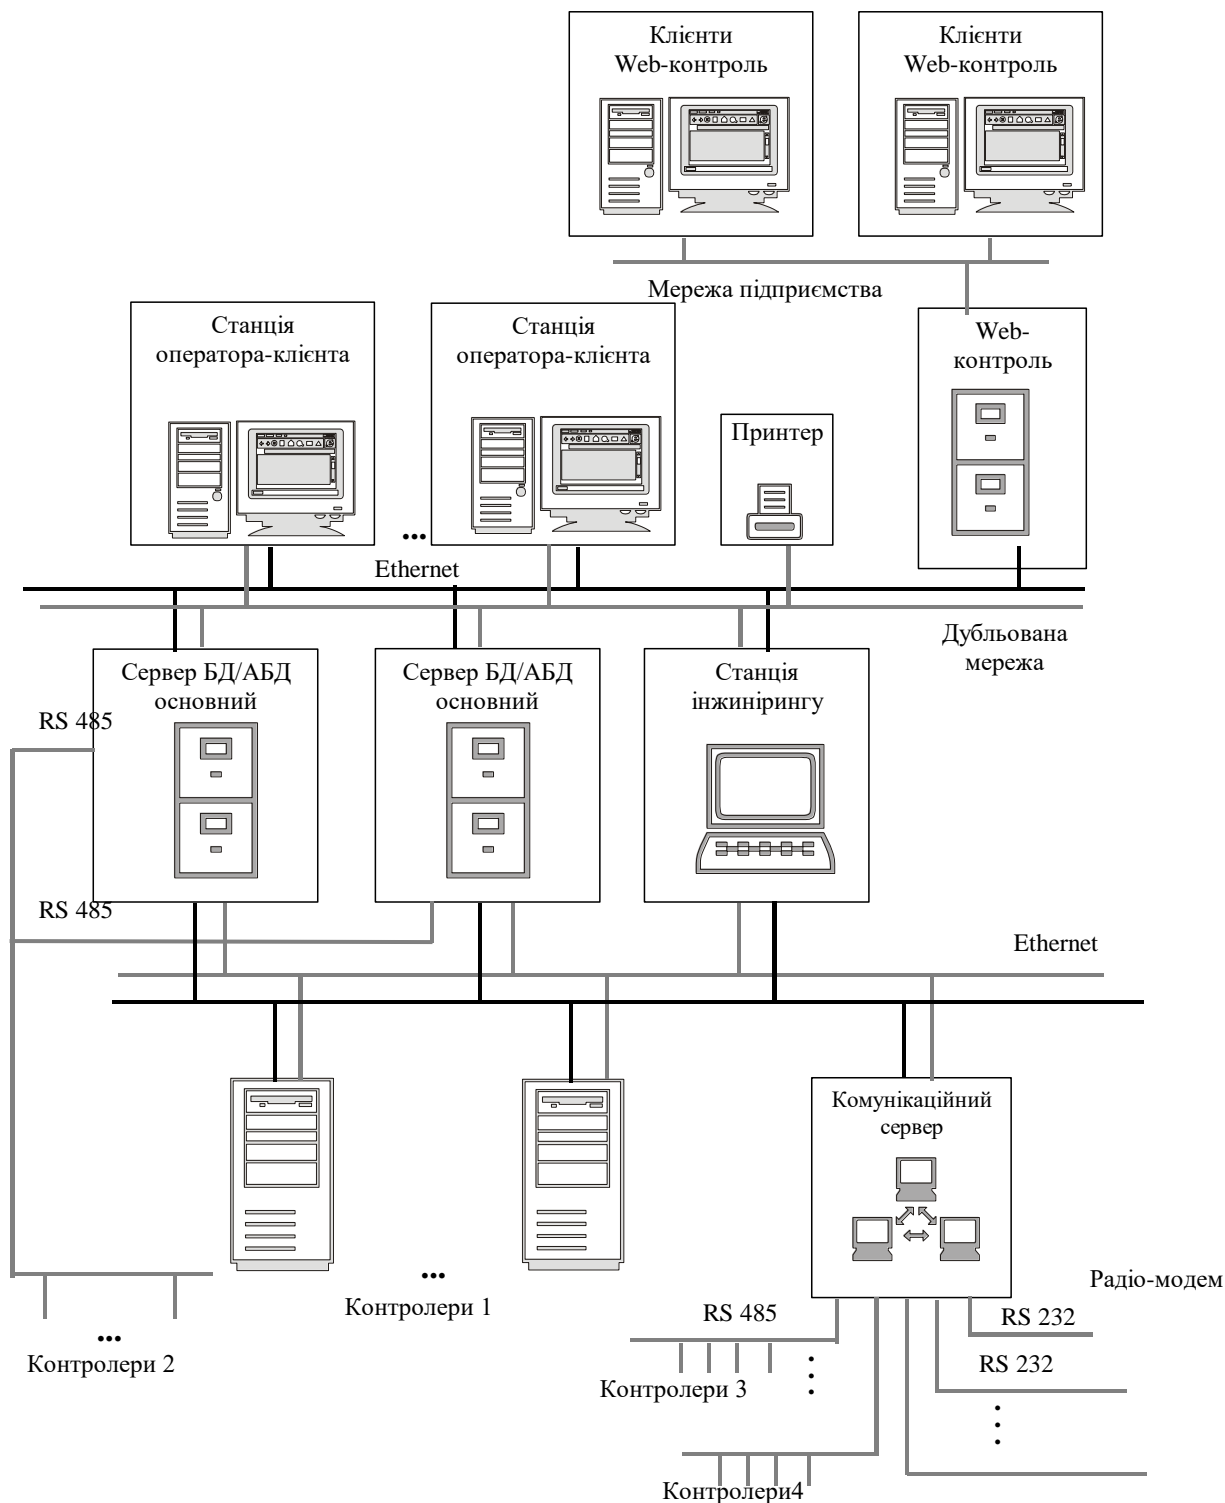 Клієнти
Web-контроль
Клієнти
Web-контроль
Мережа підприємства
Станція
оператора-клієнта
Станція
оператора-клієнта
Web-
контроль
Принтер
...
Ethernet
Дубльована
мережа
Сервер БД/АБД
основний
Сервер БД/АБД
основний
Станція
інжинірингу
RS 485
RS 485
Ethernet
Комунікаційний
сервер
...
Контролери 1
Радіо-модем
...
Контролери 2
RS 485
RS 232
RS 232
Контролери 3
Контролери4